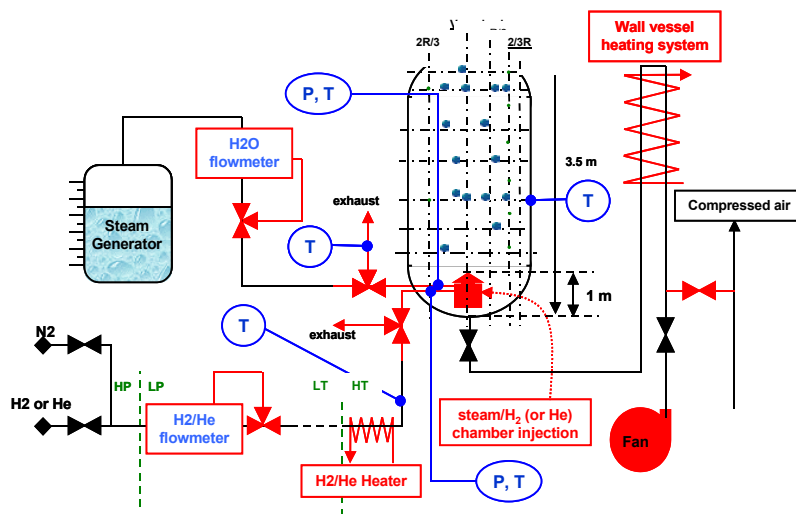 2R/3
2/3R
Wall vessel
heating system
P, T
H2O
flowmeter
3.5 m
Compressed air
exhaust
T
Steam
Generator
T
1 m
T
exhaust
N2
HP
LP
LT
HT
H2 or He
H2/He
flowmeter
steam/H2 (or He)
chamber injection
Fan
H2/He Heater
P, T